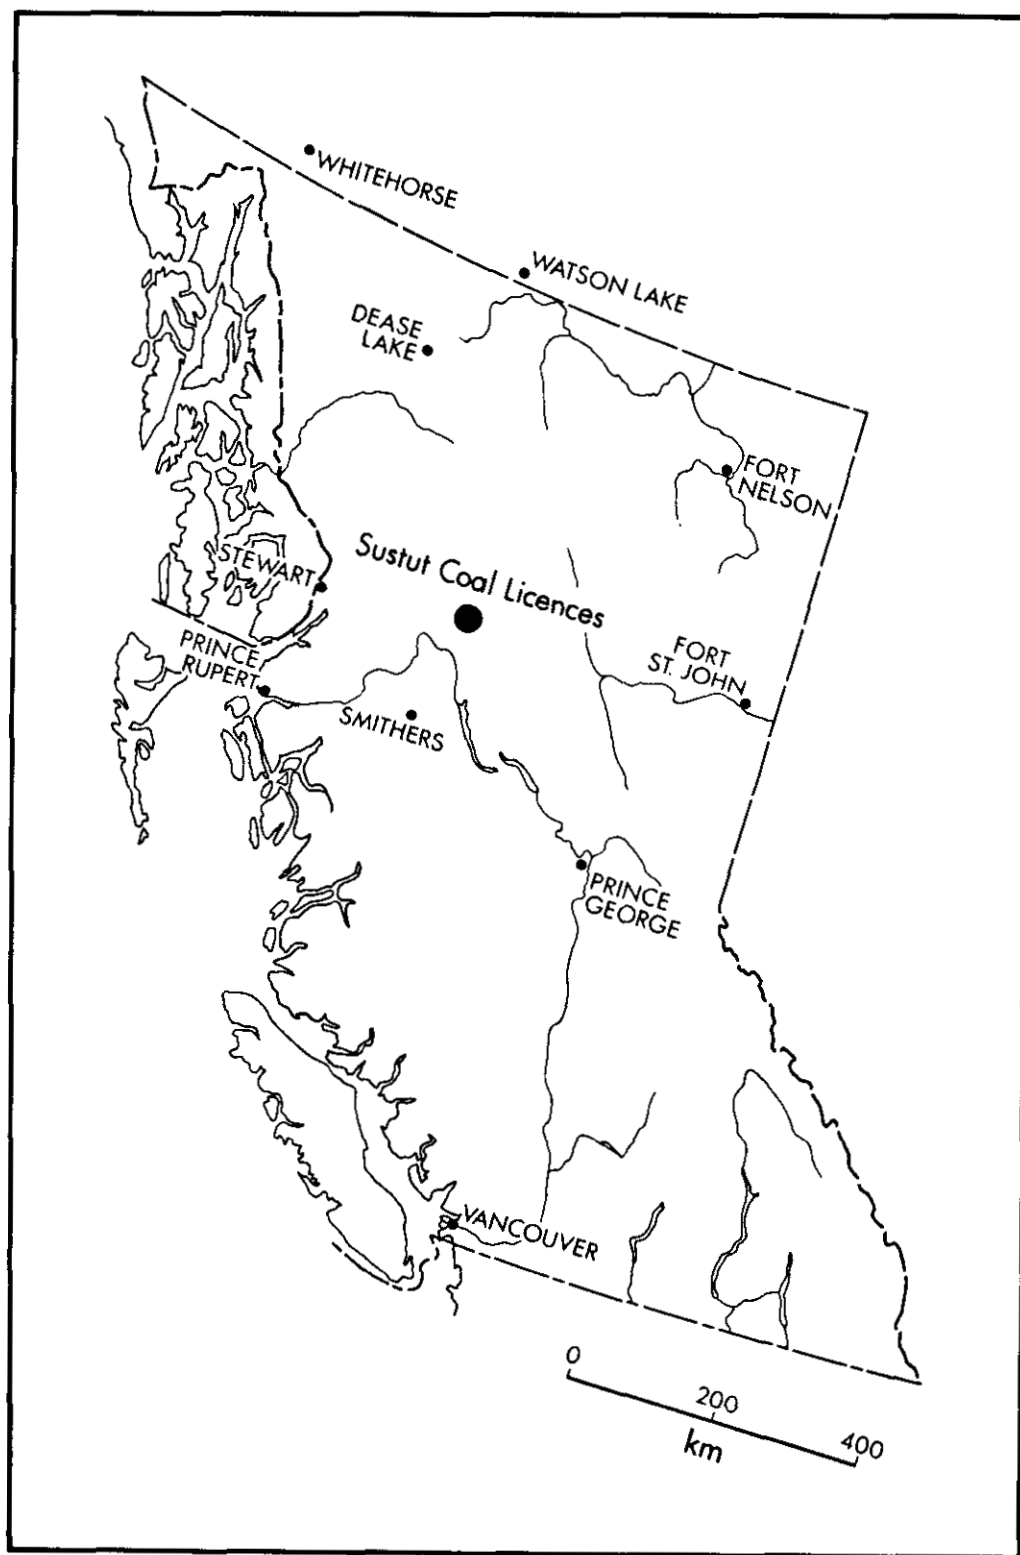 WHITEHORSE
WATSON LAKE
DEASE
LAKE
FORT
NELSON
Sustut Coal Licences
STEWART
PRINCE
RUPERT
FORT
ST. JOHN
SMITHERS
PRINCE
GEORGE
VANCOUVER
0
200
400
km